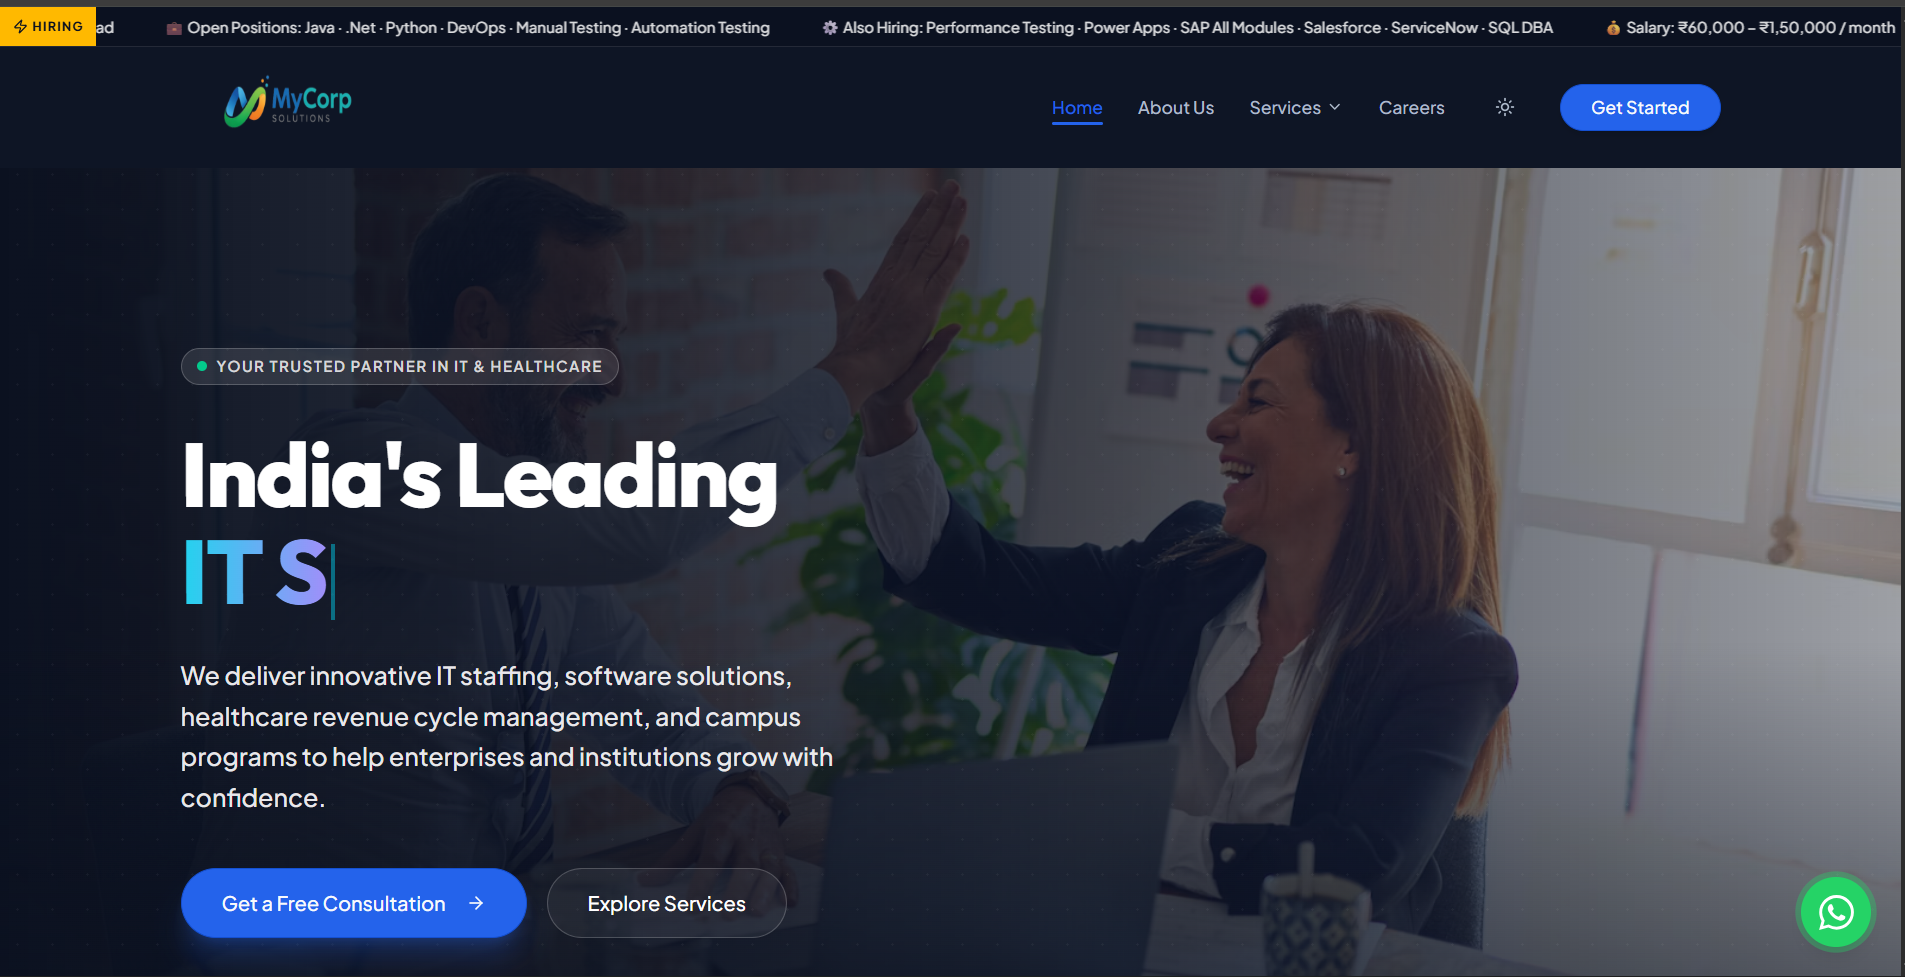 HIRING
ad
Open Positions: Java · .Net · Python · DevOps · Manual Testing · Automation Testing
Also Hiring: Performance Testing · Power Apps · SAP All Modules · Salesforce · ServiceNow · SQL DBA
Salary: ₹60,000 – ₹1,50,000 / month
MyCorp
SOLUTIONS
Home
About Us
Services
Careers
Get Started
YOUR TRUSTED PARTNER IN IT & HEALTHCARE
India's Leading
IT S
We deliver innovative IT staffing, software solutions,
healthcare revenue cycle management, and campus
programs to help enterprises and institutions grow with
confidence.
Get a Free Consultation
Explore Services